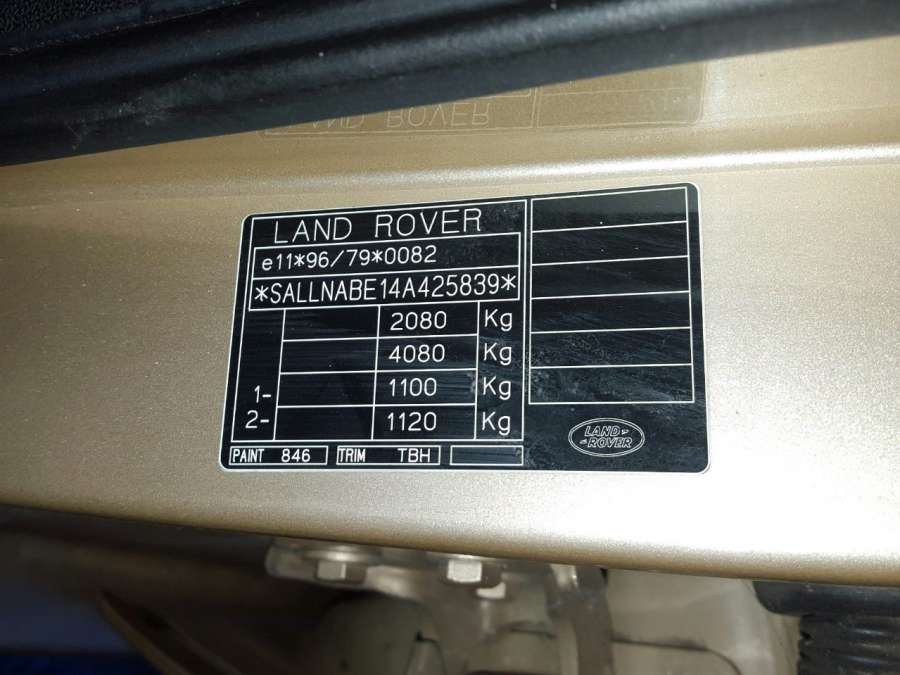 LAND ROVER
e11*96/79*0082
*SALLNABE14A425839*
2080 Kg
4080 Kg
1- 1100 Kg
2- 1120 Kg
PAINT 846 TRIM TBH
LAND ROVER